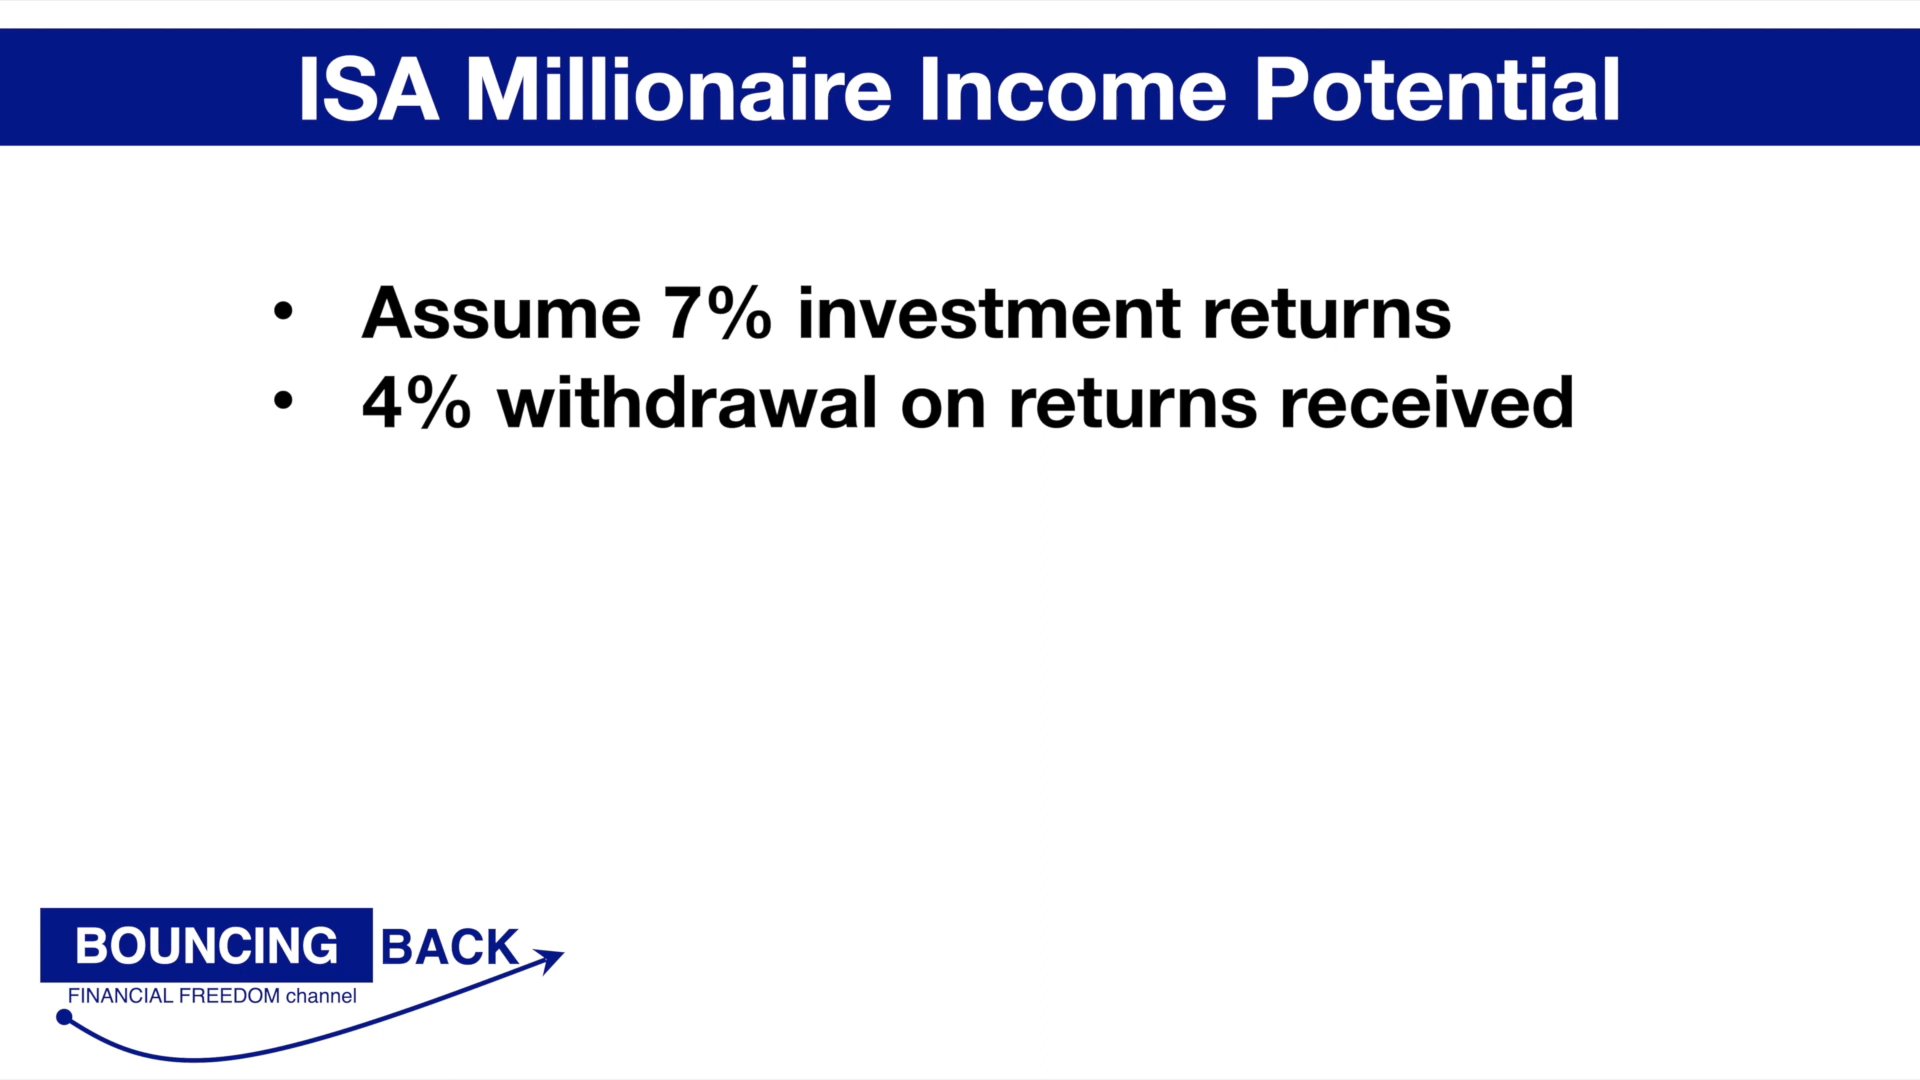 ISA Millionaire Income Potential
• Assume 7% investment returns
• 4% withdrawal on returns received
BOUNCING BACK
FINANCIAL FREEDOM channel